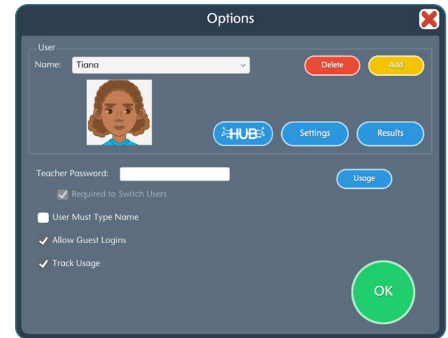 Options
User
Name: Tiana Delete Add
HUB Settings Results
Teacher Password: Usage
Required to Switch Users
User Must Type Name
Allow Guest Logins
Track Usage
OK